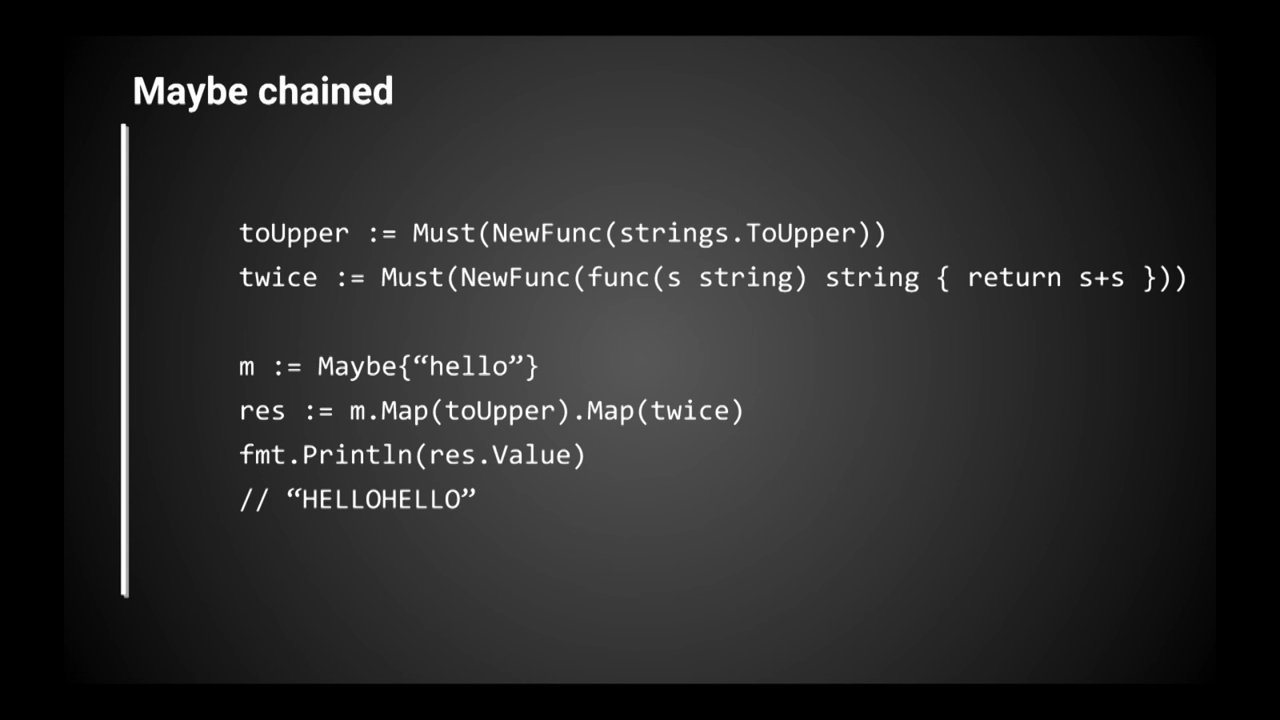 Maybe chained
toUpper := Must(NewFunc(strings.ToUpper))
twice := Must(NewFunc(func(s string) string { return s+s }))
m := Maybe{“hello”}
res := m.Map(toUpper).Map(twice)
fmt.Println(res.Value)
// “HELLOHELLO”